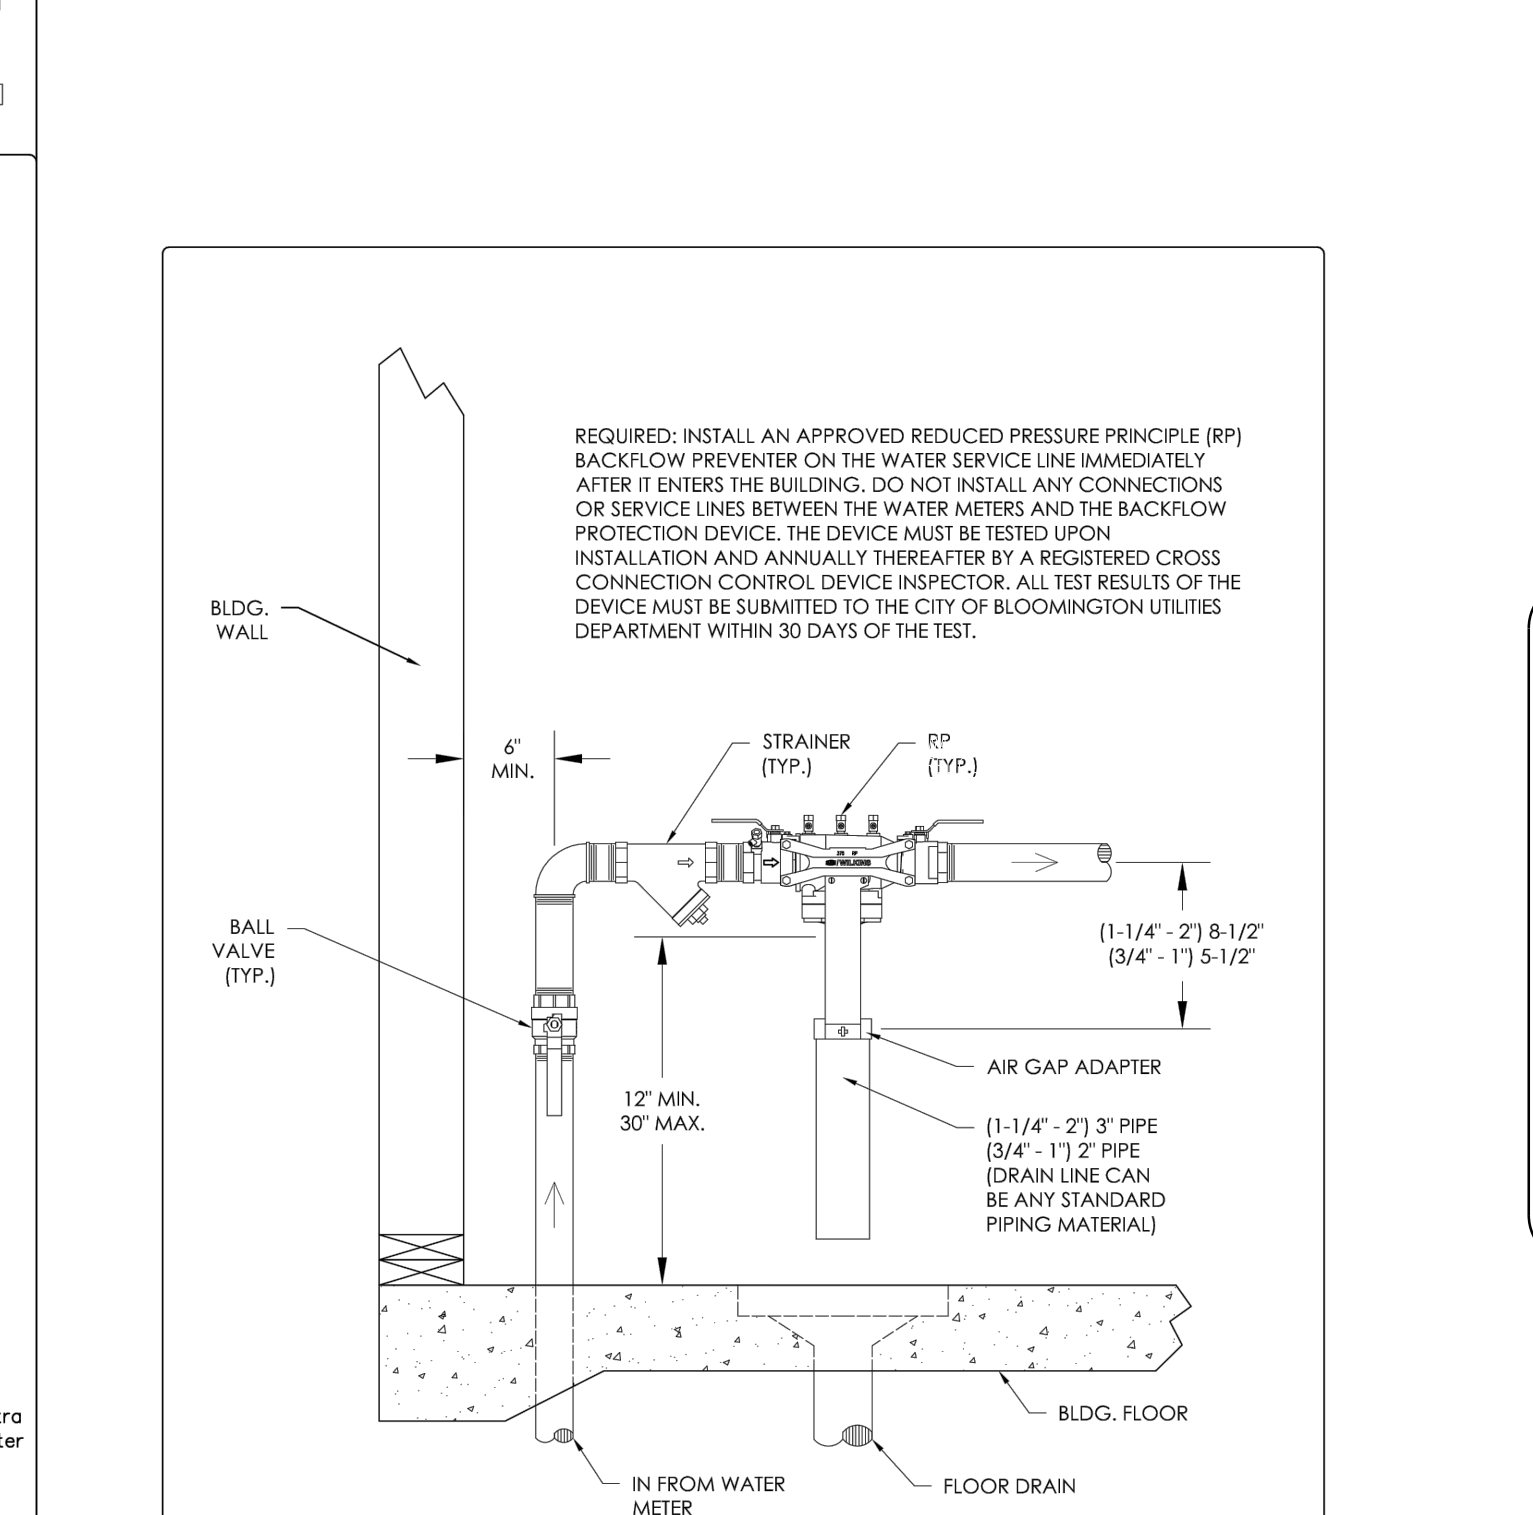 REQUIRED: INSTALL AN APPROVED REDUCED PRESSURE PRINCIPLE (RP)
BACKFLOW PREVENTER ON THE WATER SERVICE LINE IMMEDIATELY
AFTER IT ENTERS THE BUILDING. DO NOT INSTALL ANY CONNECTIONS
OR SERVICE LINES BETWEEN THE WATER METERS AND THE BACKFLOW
PROTECTION DEVICE. THE DEVICE MUST BE TESTED UPON
INSTALLATION AND ANNUALLY THEREAFTER BY A REGISTERED CROSS
CONNECTION CONTROL DEVICE INSPECTOR. ALL TEST RESULTS OF THE
DEVICE MUST BE SUBMITTED TO THE CITY OF BLOOMINGTON UTILITIES
DEPARTMENT WITHIN 30 DAYS OF THE TEST.
BLDG.
WALL
6"
MIN.
STRAINER
(TYP.)
RP
(TYP.)
375 RP
WILKINS
BALL
VALVE
(TYP.)
(1-1/4" - 2") 8-1/2"
(3/4" - 1") 5-1/2"
AIR GAP ADAPTER
12" MIN.
30" MAX.
(1-1/4" - 2") 3" PIPE
(3/4" - 1") 2" PIPE
(DRAIN LINE CAN
BE ANY STANDARD
PIPING MATERIAL)
BLDG. FLOOR
IN FROM WATER
METER
FLOOR DRAIN